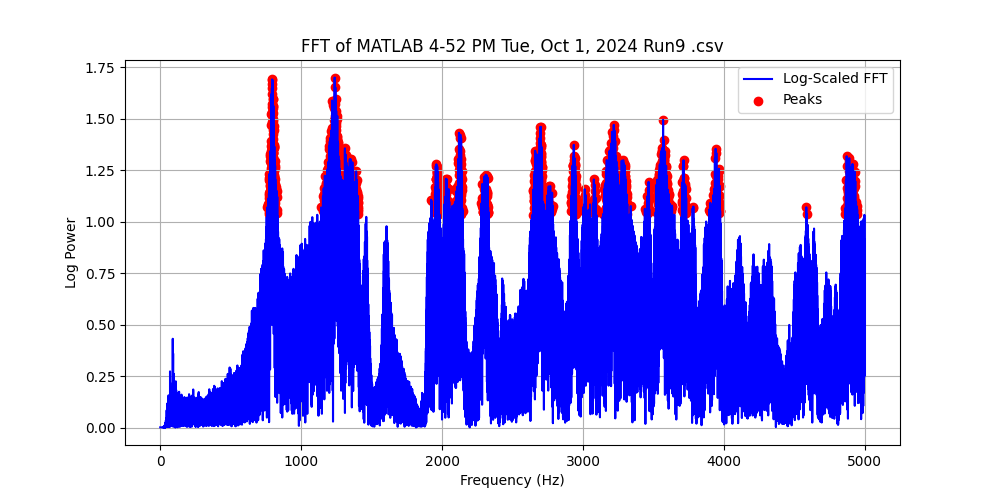 FFT of MATLAB 4-52 PM Tue, Oct 1, 2024 Run9 .csv
Log-Scaled FFT
Peaks
1.75
1.50
1.25
1.00
0.75
0.50
0.25
0.00
Log Power
0 1000 2000 3000 4000 5000
Frequency (Hz)